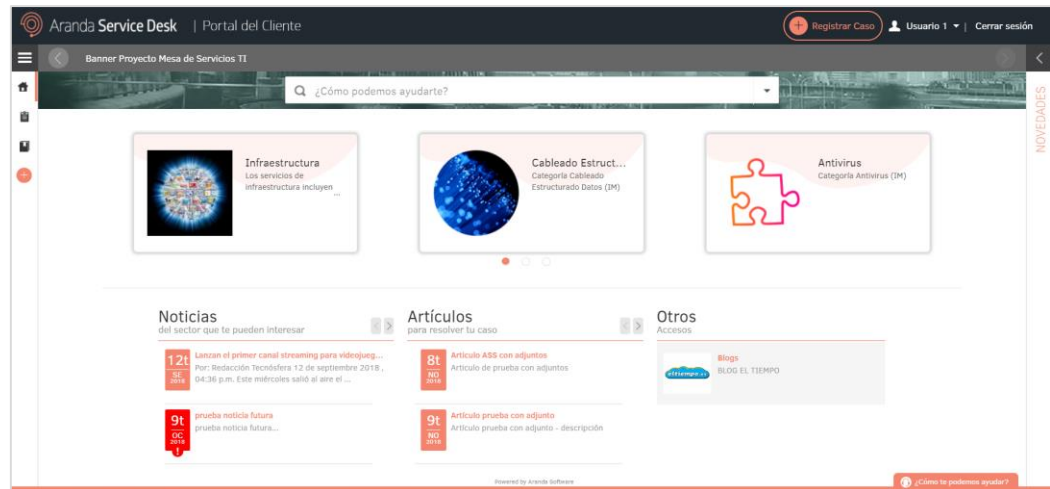 Aranda Service Desk | Portal del Cliente
Registrar Caso
Usuario 1
Cerrar sesión
Banner Proyecto Mesa de Servicios TI
¿Cómo podemos ayudarte?
NOVEDADES
Infraestructura
Los servicios de
infraestructura incluyen ...
Cableado Estruct...
Categoría Cableado
Estructurado Datos (IM)
Antivirus
Categoría Antivirus (IM)
Noticias
del sector que te pueden interesar
12t
SE
2018
Lanzan el primer canal streaming para videojueg...
Por: Redacción Tecnósfera 12 de septiembre 2018 ,
04:36 p.m. Este miércoles salió al aire el ...
9t
OC
2018
!
prueba noticia futura
prueba noticia futura...
Artículos
para resolver tu caso
8t
NO
2018
Articulo ASS con adjuntos
Articulo de prueba con adjuntos
9t
NO
2018
Artículo prueba con adjunto
Artículo prueba con adjunto - descripción
Otros
Accesos
Blogs
BLOG EL TIEMPO
Powered by Aranda Software
¿Cómo te podemos ayudar?